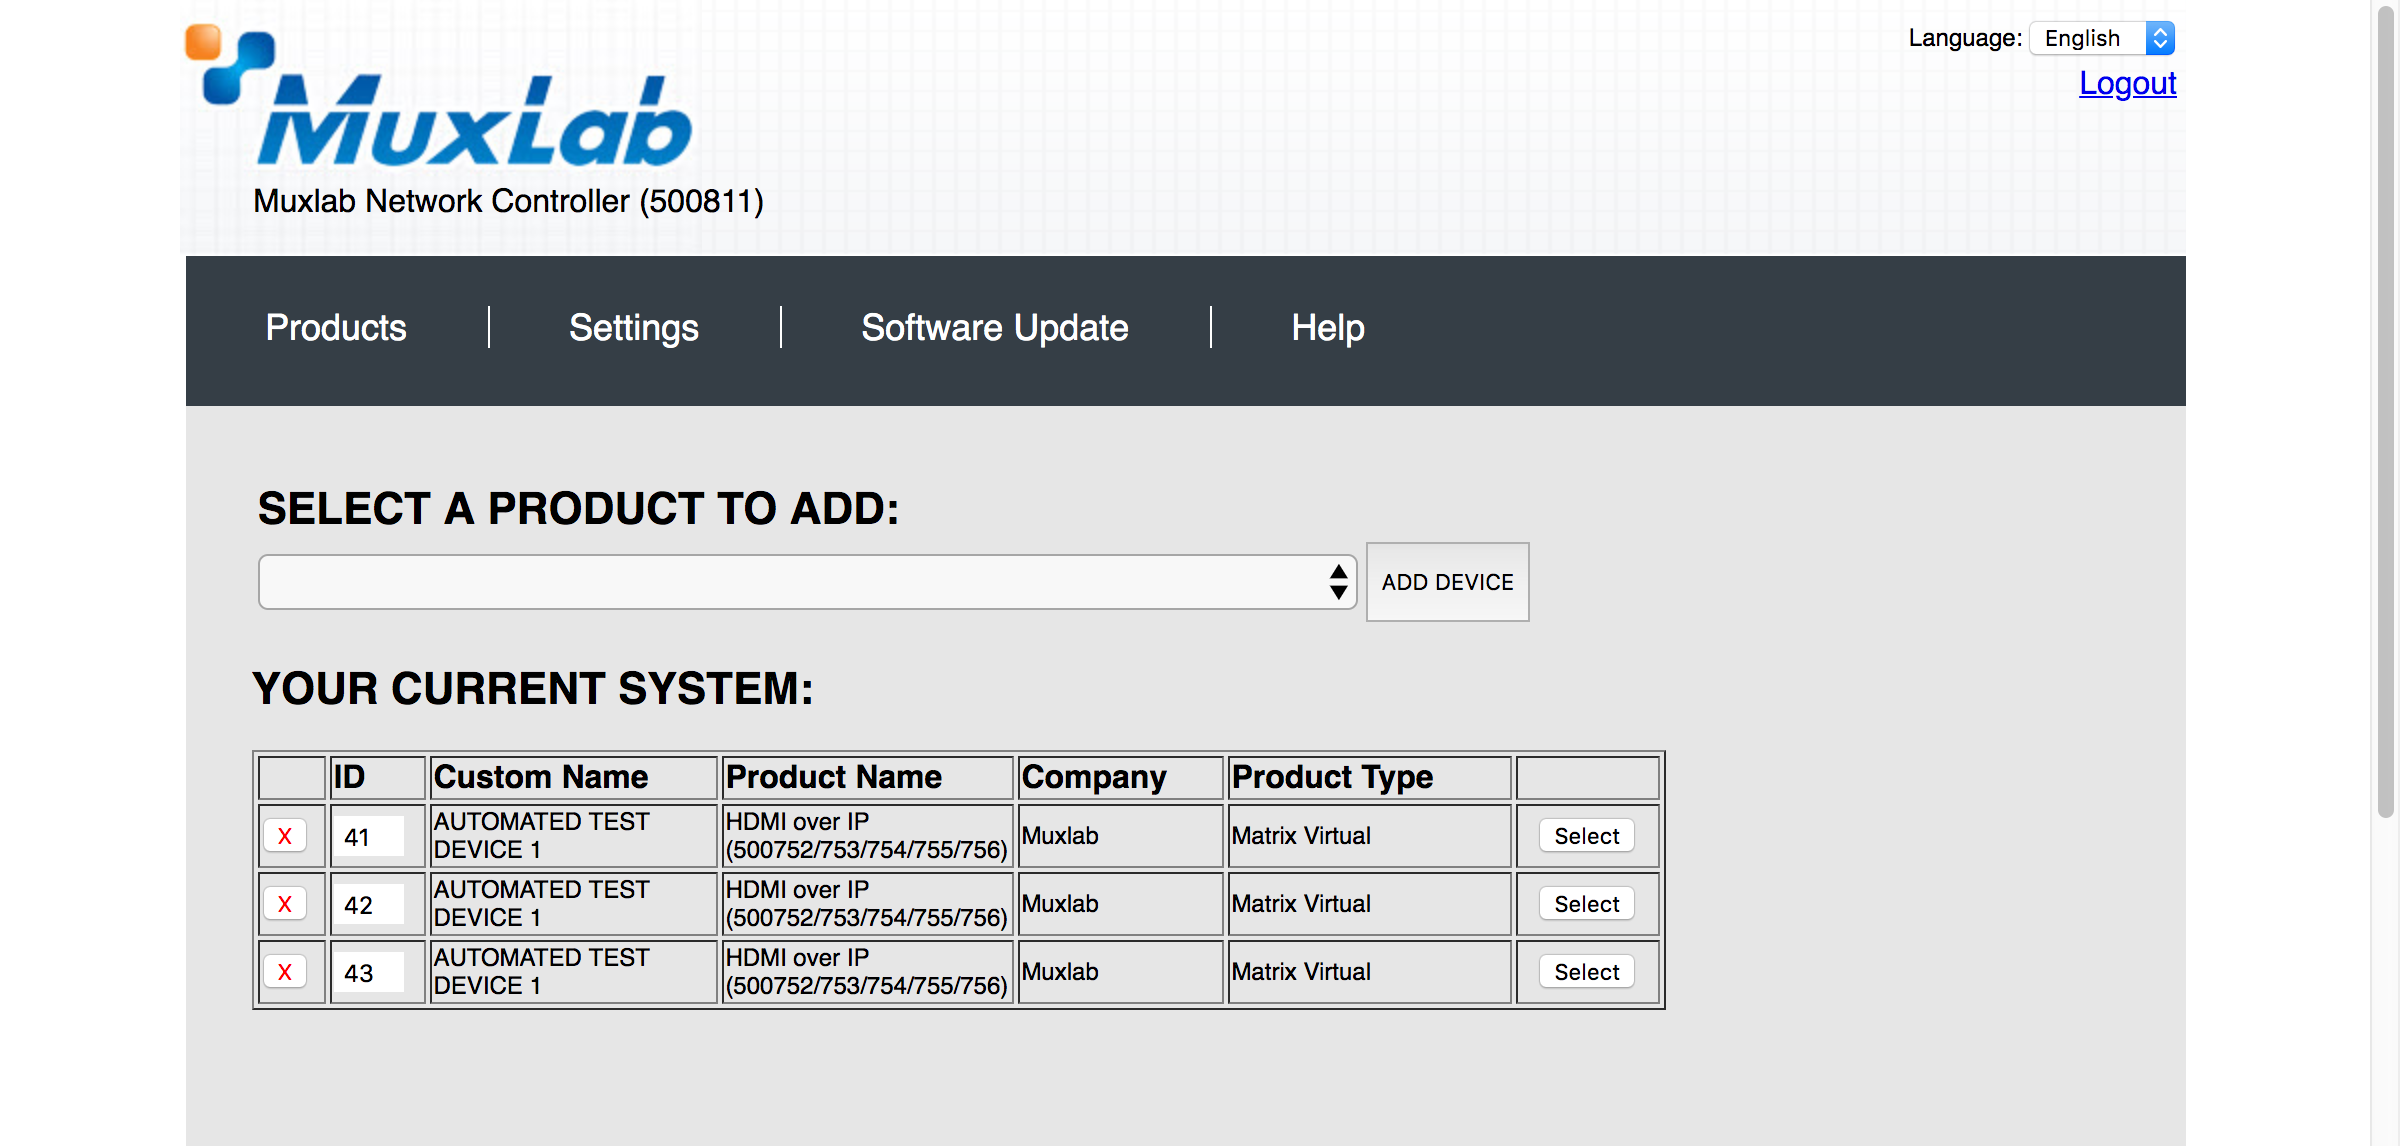 Language: English
Logout
MuxLab
Muxlab Network Controller (500811)
Products Settings Software Update Help
SELECT A PRODUCT TO ADD:
ADD DEVICE
YOUR CURRENT SYSTEM:
ID Custom Name Product Name Company Product Type
X 41 AUTOMATED TEST DEVICE 1 HDMI over IP (500752/753/754/755/756) Muxlab Matrix Virtual Select
X 42 AUTOMATED TEST DEVICE 1 HDMI over IP (500752/753/754/755/756) Muxlab Matrix Virtual Select
X 43 AUTOMATED TEST DEVICE 1 HDMI over IP (500752/753/754/755/756) Muxlab Matrix Virtual Select